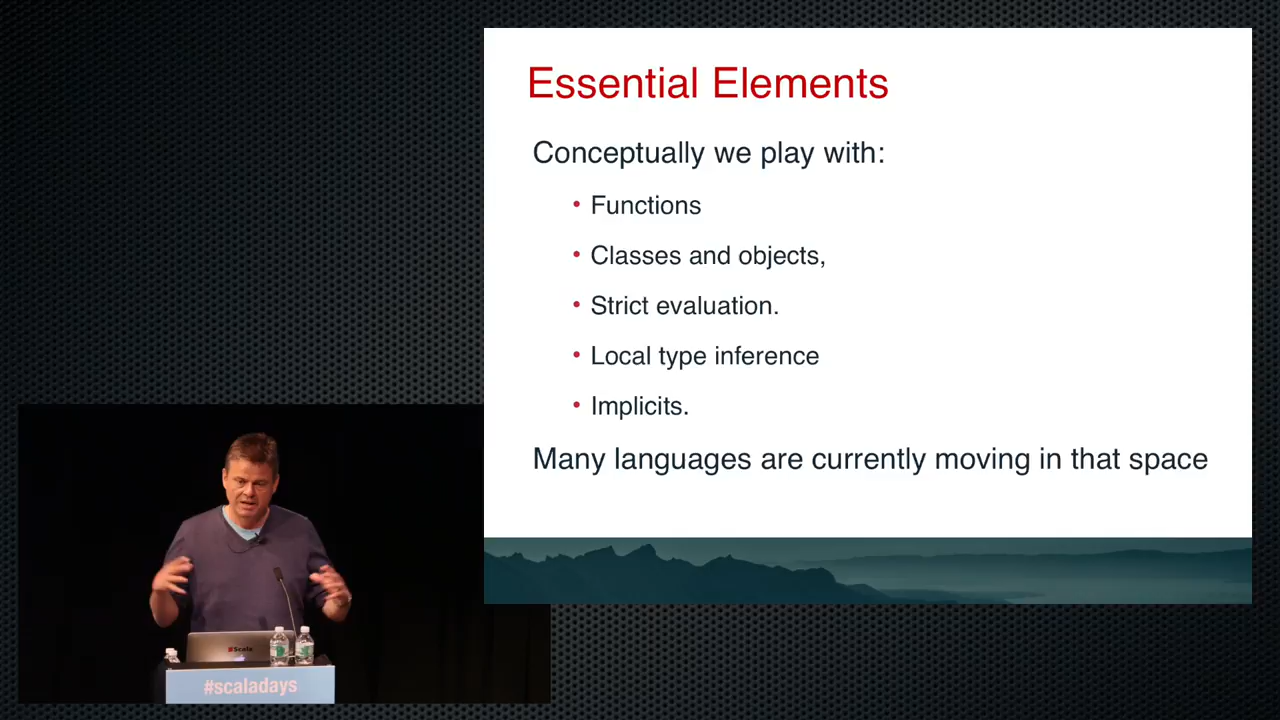 Essential Elements
Conceptually we play with:
• Functions
• Classes and objects,
• Strict evaluation.
• Local type inference
• Implicits.
Many languages are currently moving in that space
Scala
#scaladays